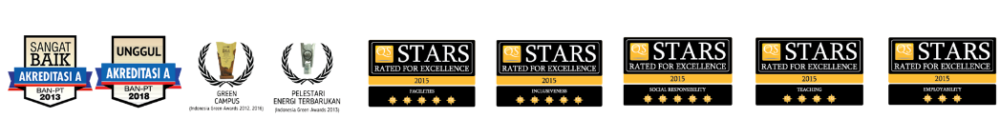 SANGAT
BAIK
AKREDITASI A
BAN-PT
2013
UNGGUL
AKREDITASI A
BAN-PT
2018
GREEN
CAMPUS
(Indonesia Green Awards 2012, 2016)
PELESTARI
ENERGI TERBARUKAN
(Indonesia Green Awards 2013)
QS STARS
RATED FOR EXCELLENCE
2015
FACILITIES
QS STARS
RATED FOR EXCELLENCE
2015
INCLUSIVENESS
QS STARS
RATED FOR EXCELLENCE
2015
SOCIAL RESPONSIBILITY
QS STARS
RATED FOR EXCELLENCE
2015
TEACHING
QS STARS
RATED FOR EXCELLENCE
2015
EMPLOYABILITY